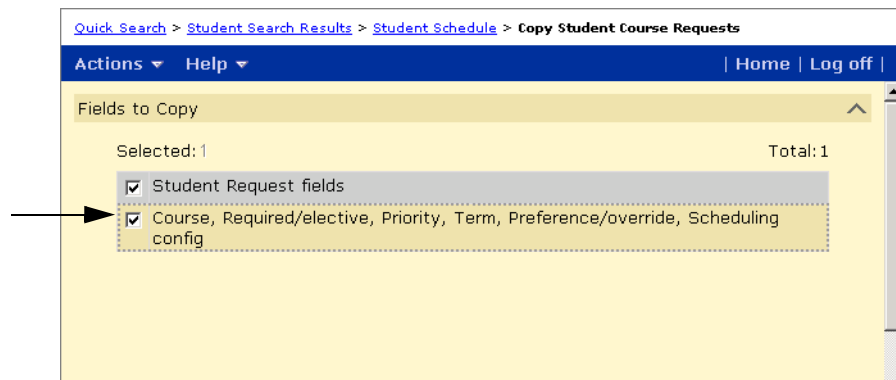 Quick Search > Student Search Results > Student Schedule > Copy Student Course Requests
Actions Help | Home | Log off |
Fields to Copy
Selected: 1 Total: 1
Student Request fields
Course, Required/elective, Priority, Term, Preference/override, Scheduling
config